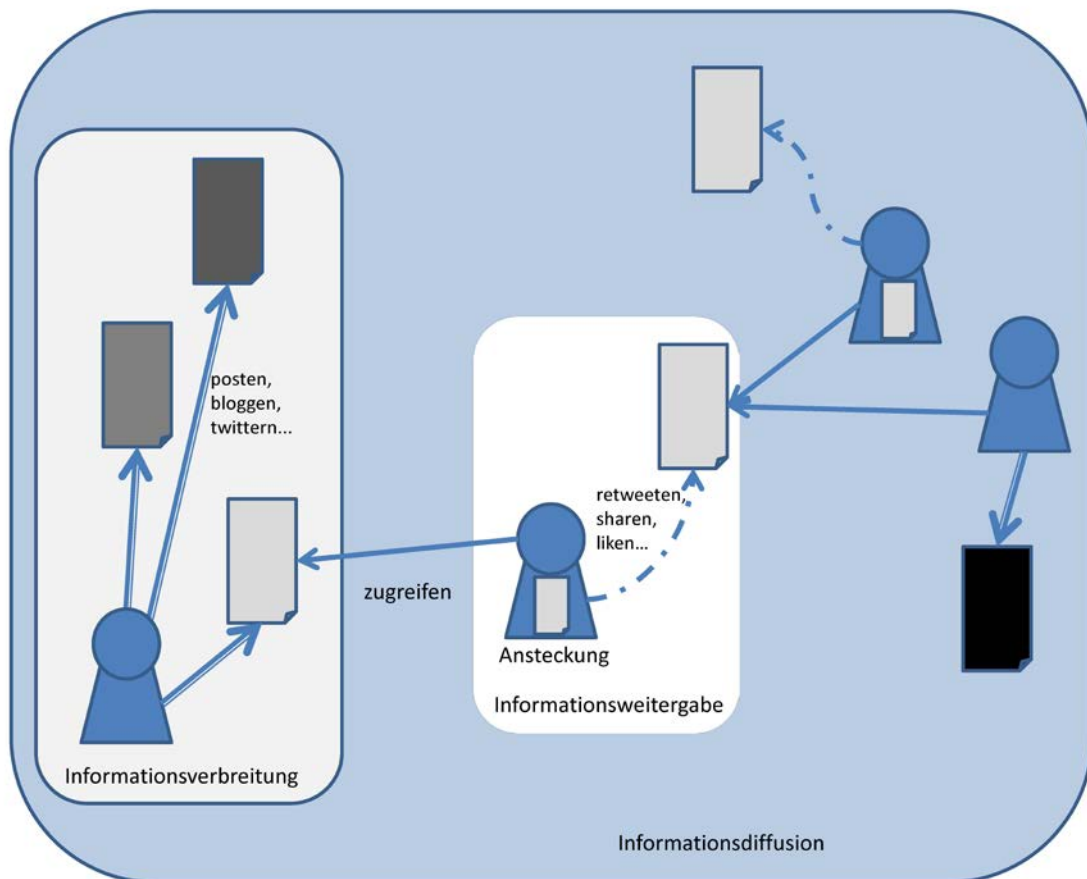 posten,
bloggen,
twittern...
retweeten,
sharen,
liken...
zugreifen
Ansteckung
Informationsweitergabe
Informationsverbreitung
Informationsdiffusion